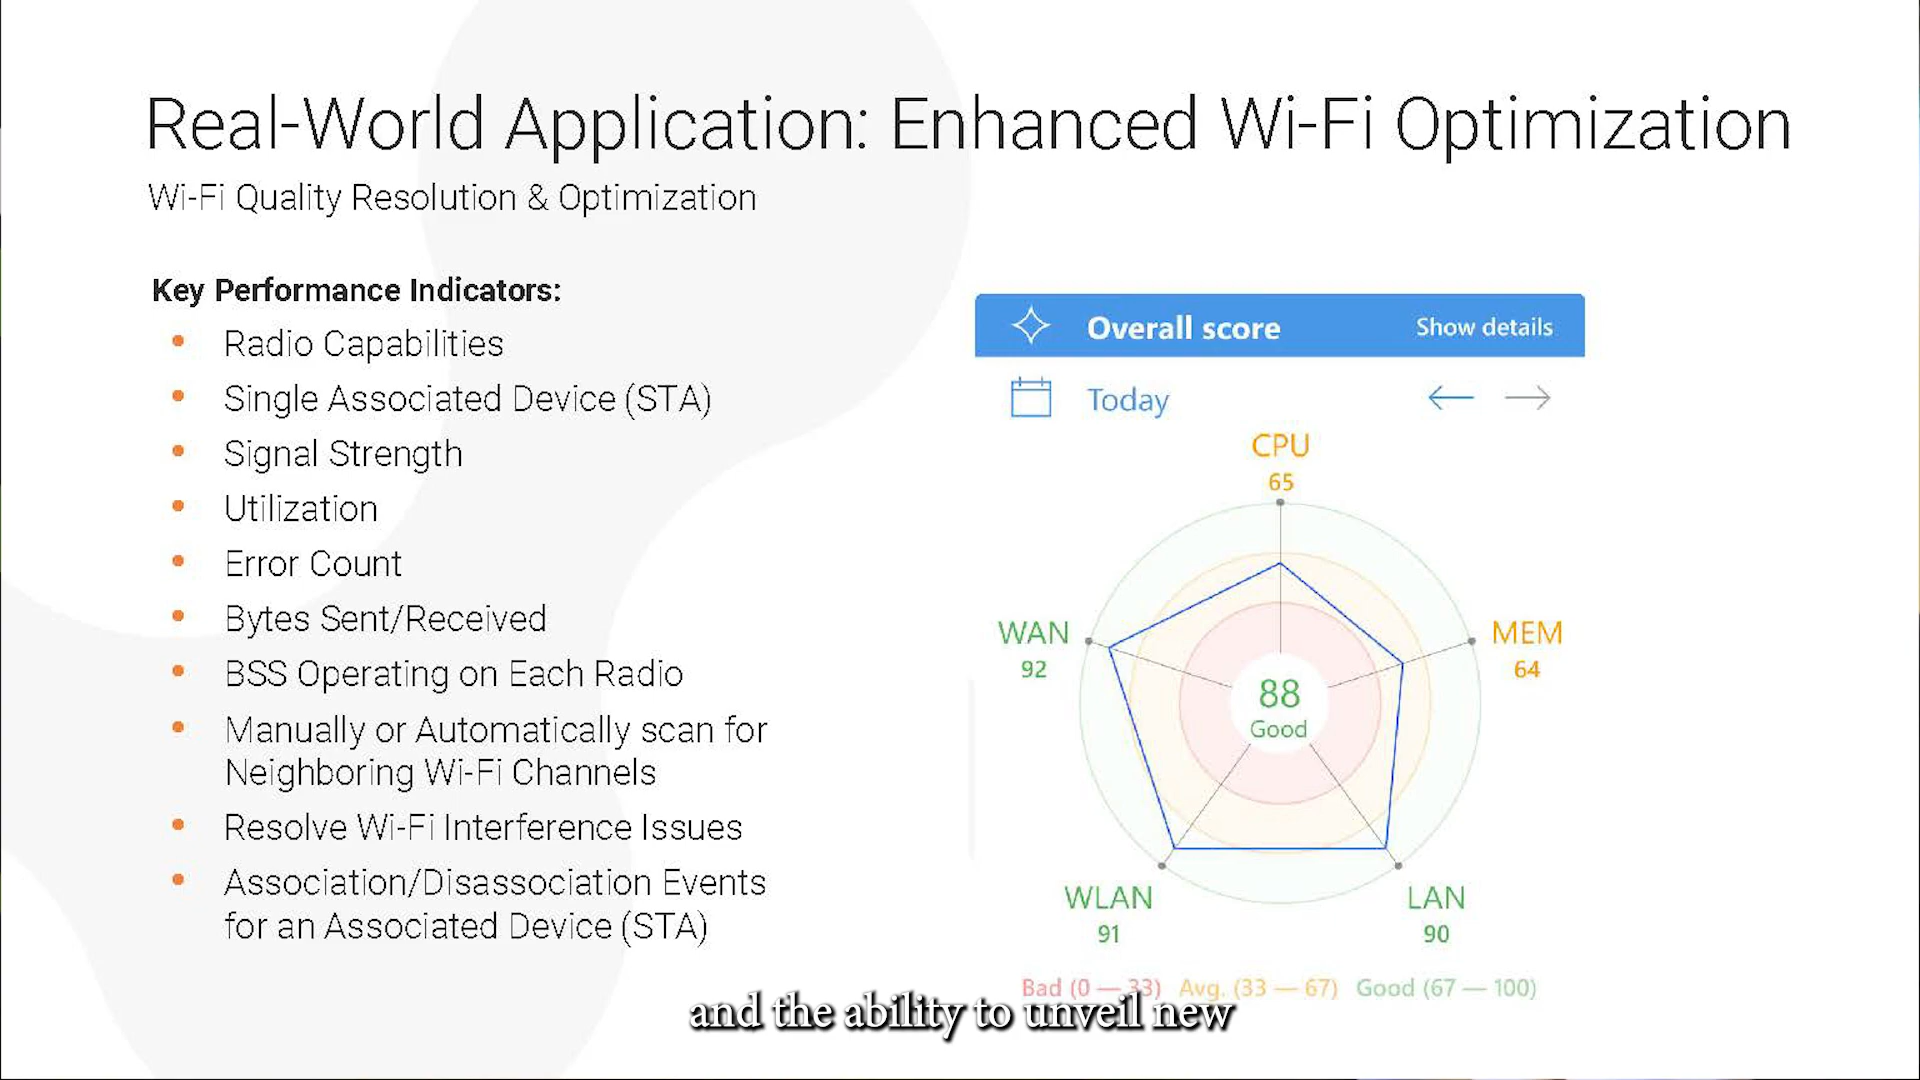 Real-World Application: Enhanced Wi-Fi Optimization
Wi-Fi Quality Resolution & Optimization
Key Performance Indicators:
• Radio Capabilities
• Single Associated Device (STA)
• Signal Strength
• Utilization
• Error Count
• Bytes Sent/Received
• BSS Operating on Each Radio
• Manually or Automatically scan for
Neighboring Wi-Fi Channels
• Resolve Wi-Fi Interference Issues
• Association/Disassociation Events
for an Associated Device (STA)
Overall score Show details
Today
CPU
65
WAN
92
MEM
64
88
Good
WLAN
91
LAN
90
Bad (0 — 33) Avg. (33 — 67) Good (67 — 100)
and the ability to unveil new